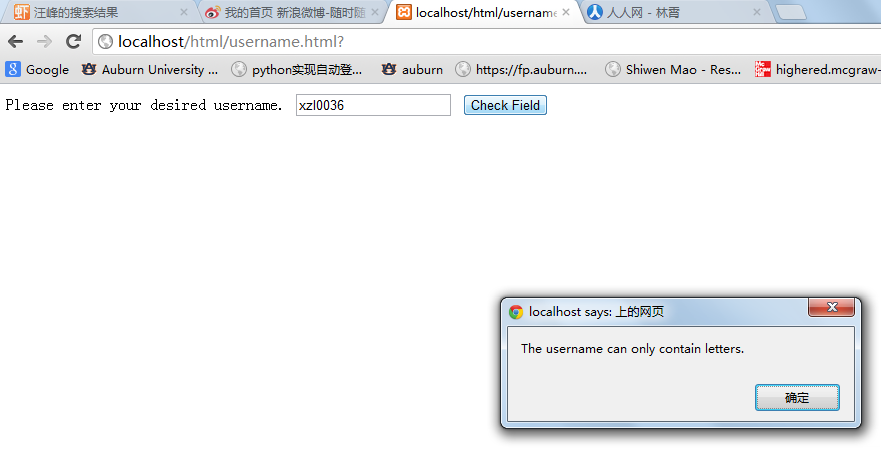 虾 汪峰的搜索结果 我的首页 新浪微博-随时随 localhost/html/usernam 人人网 - 林霄
localhost/html/username.html?
Google Auburn University ... python实现自动登... auburn https://fp.auburn.... Shiwen Mao - Res... highered.mcgraw-
Please enter your desired username. xzl0036 Check Field
localhost says: 上的网页
The username can only contain letters.
确定